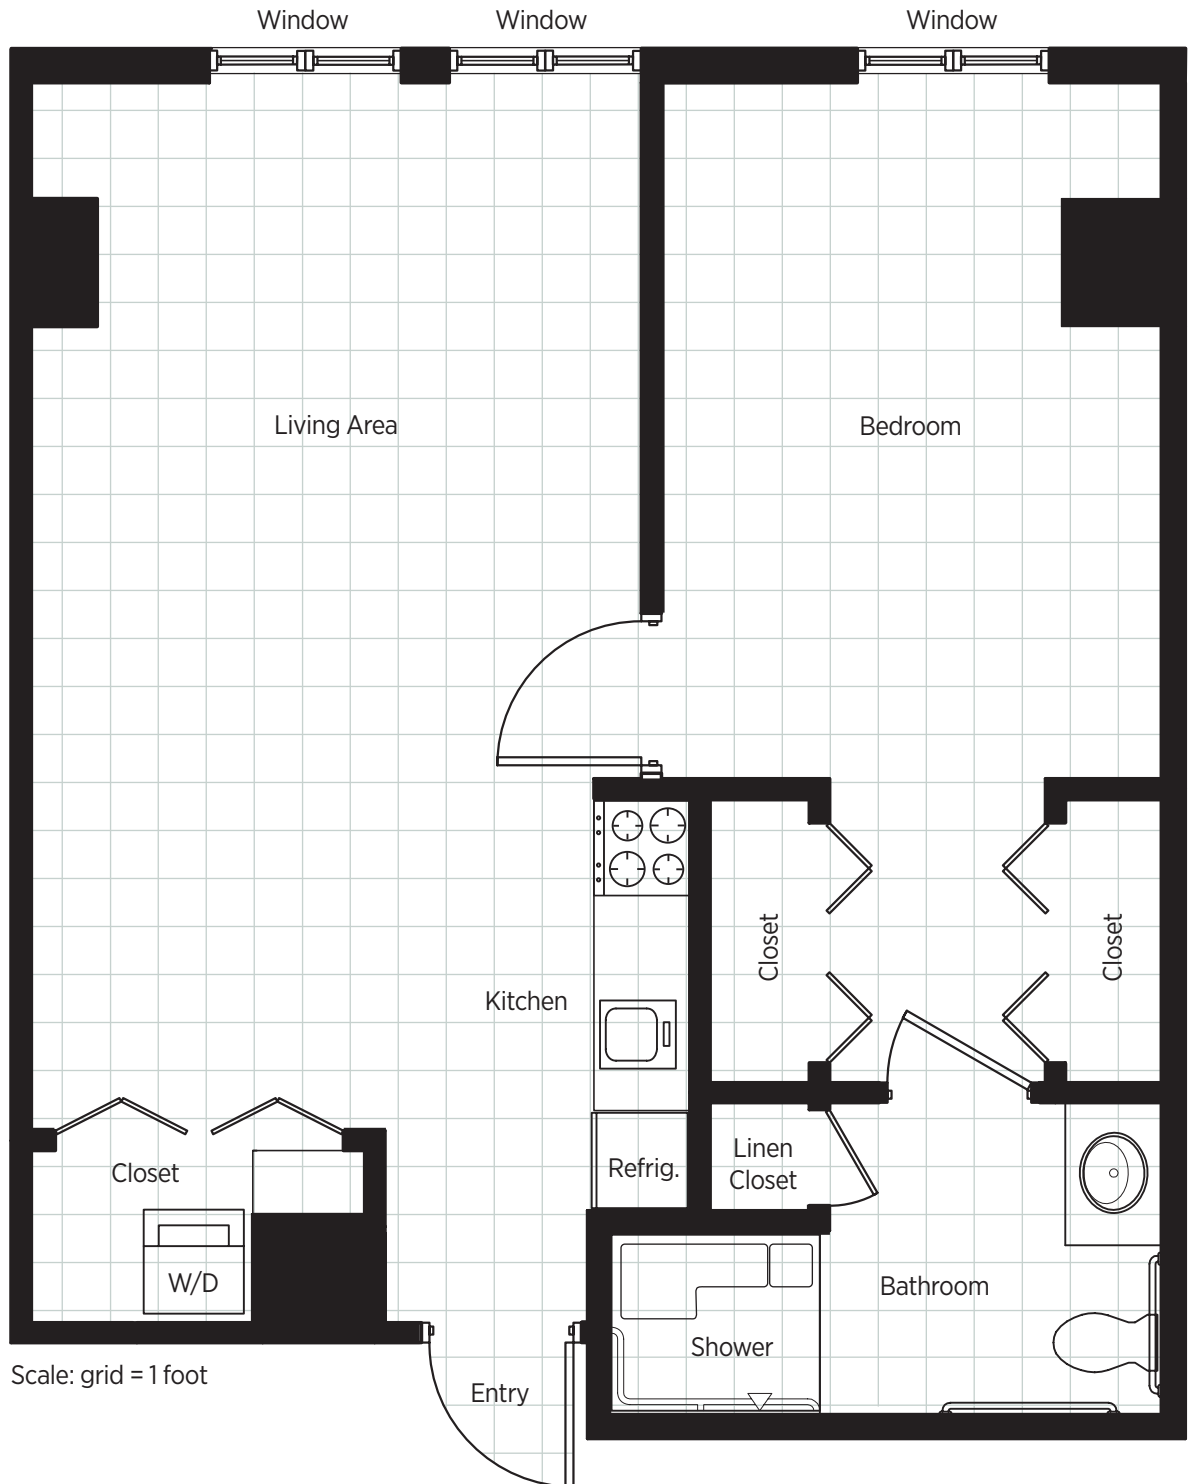 Window
Window
Window
Living Area
Bedroom
Closet
Closet
Kitchen
Linen
Closet
Refrig.
Closet
W/D
Bathroom
Shower
Scale: grid = 1 foot
Entry